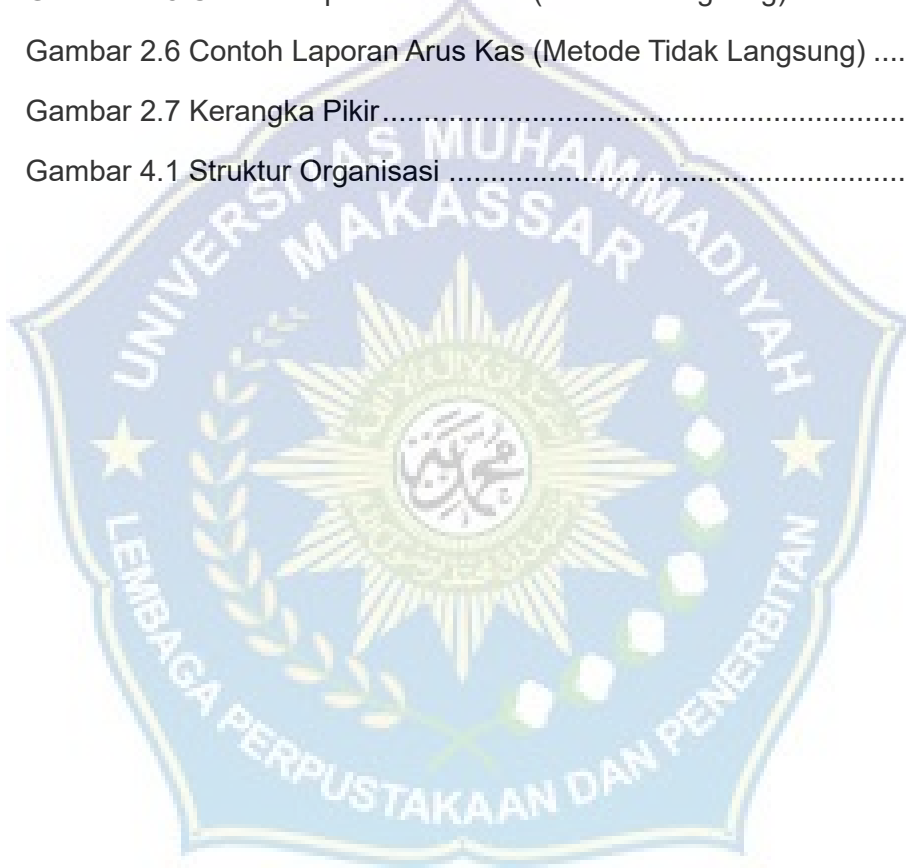 Gambar 2.6 Contoh Laporan Arus Kas (Metode Tidak Langsung) ....
Gambar 2.7 Kerangka Pikir...............................................................
Gambar 4.1 Struktur Organisasi .......................................................
UNIVERSITAS MUHAMMADIYAH
MAKASSAR
محمدية
LEMBAGA PERPUSTAKAAN DAN PENERBITAN